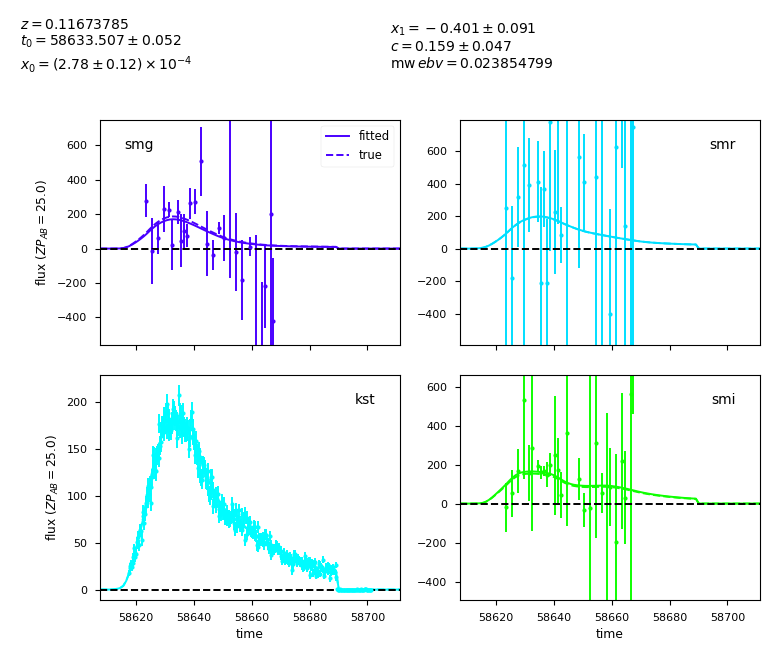 z = 0.11673785
t₀ = 58633.507 ± 0.052
x₀ = (2.78 ± 0.12) × 10⁻⁴
x₁ = −0.401 ± 0.091
c = 0.159 ± 0.047
mw ebv = 0.023854799
smg
fitted
true
600
400
200
0
−200
−400
flux (ZP_AB = 25.0)
smr
600
400
200
0
−200
−400
kst
200
150
100
50
0
flux (ZP_AB = 25.0)
58620 58640 58660 58680 58700
time
smi
600
400
200
0
−200
−400
58620 58640 58660 58680 58700
time